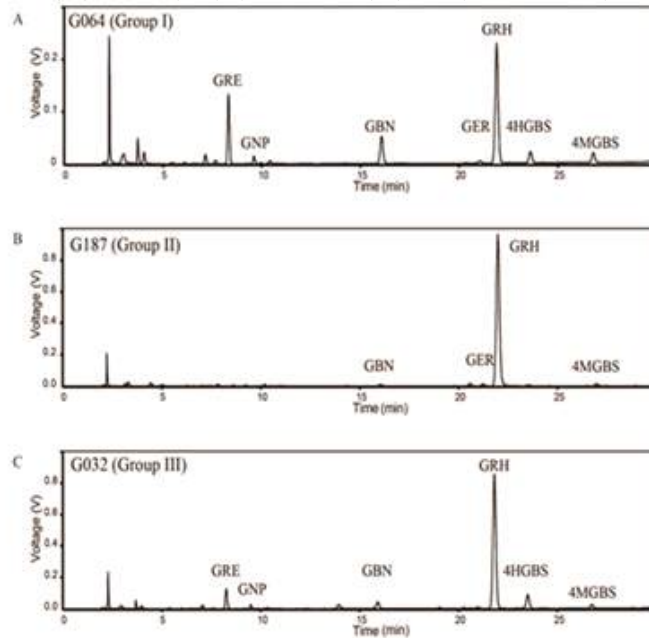 A
G064 (Group I)
GRH
GRE
GNP
GBN
GER
4HGBS
4MGBS
Voltage (V)
0.2
0.1
0
0
5
10
15
20
25
Time (min)
B
G187 (Group II)
GRH
GBN
GER
4MGBS
Voltage (V)
0.8
0.6
0.4
0.2
0.0
0
5
10
15
20
25
Time (min)
C
G032 (Group III)
GRH
GRE
GNP
GBN
4HGBS
4MGBS
Voltage (V)
0.8
0.6
0.4
0.2
0.0
0
5
10
15
20
25
Time (min)